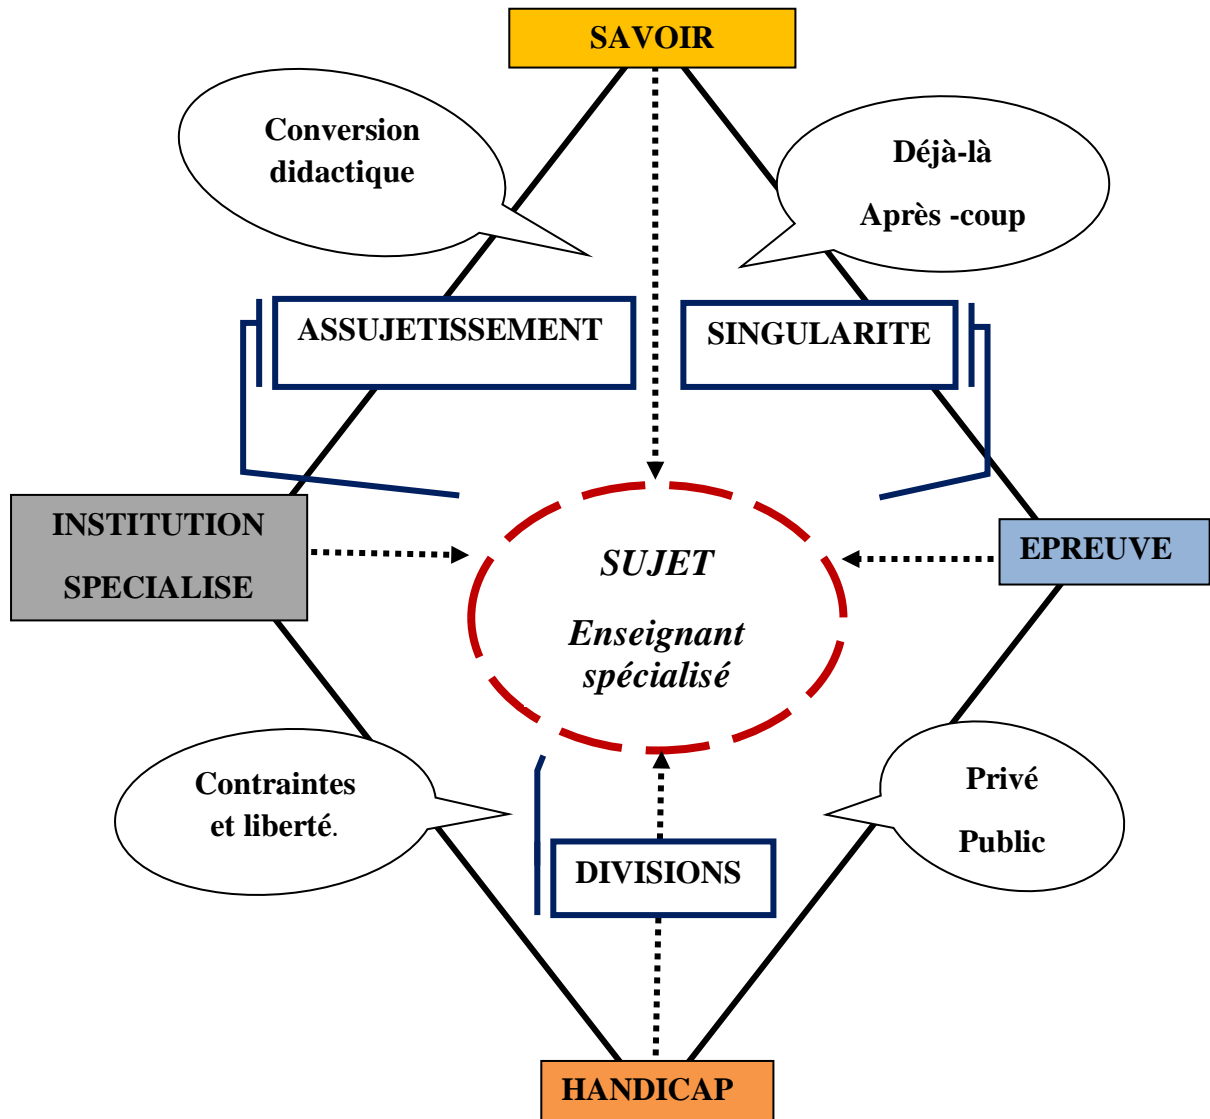 SAVOIR
Conversion
didactique
Déjà-là
Après -coup
ASSUJETISSEMENT
SINGULARITE
INSTITUTION
SPECIALISE
SUJET
Enseignant
spécialisé
EPREUVE
Contraintes
et liberté.
Privé
Public
DIVISIONS
HANDICAP